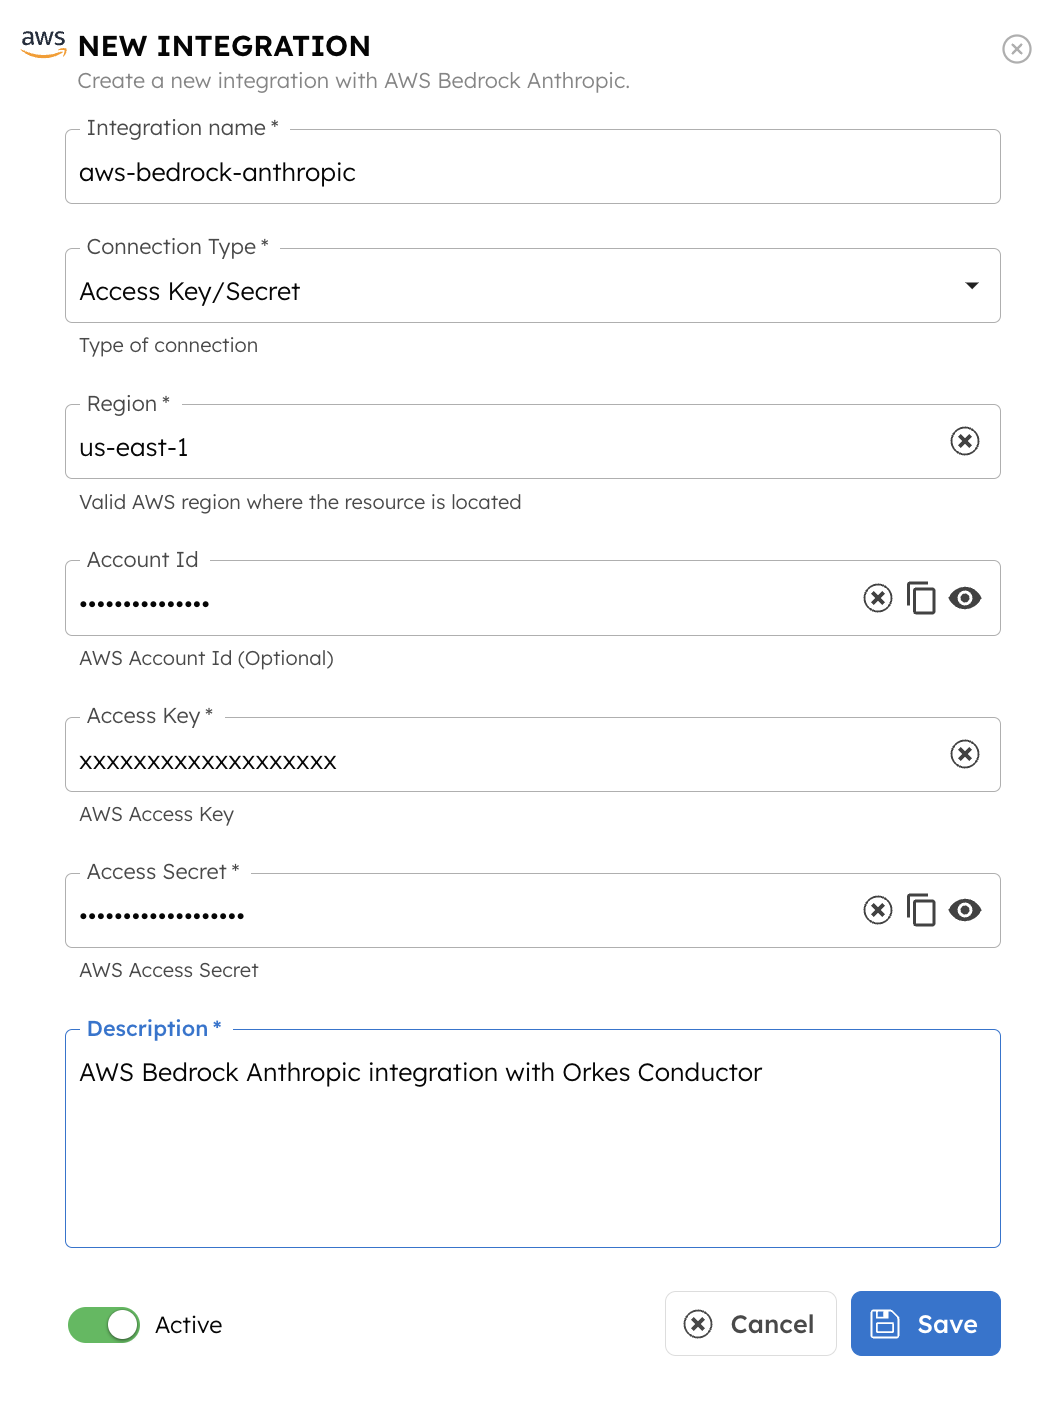 aws
NEW INTEGRATION
Create a new integration with AWS Bedrock Anthropic.
Integration name *
aws-bedrock-anthropic
Connection Type *
Access Key/Secret
Type of connection
Region *
us-east-1
Valid AWS region where the resource is located
Account Id
•••••••••••••••
AWS Account Id (Optional)
Access Key *
xxxxxxxxxxxxxxxxxxx
AWS Access Key
Access Secret *
•••••••••••••••••••
AWS Access Secret
Description *
AWS Bedrock Anthropic integration with Orkes Conductor
Active
Cancel
Save